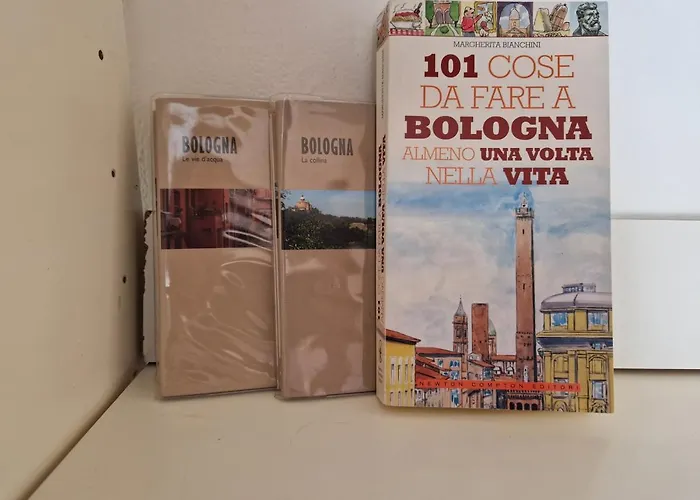 BOLOGNA
Le vie d'acqua
BOLOGNA
La collina
MARGHERITA BIANCHINI
101 COSE
DA FARE A
BOLOGNA
ALMENO UNA VOLTA
NELLA VITA
NEWTON COMPTON EDITORI